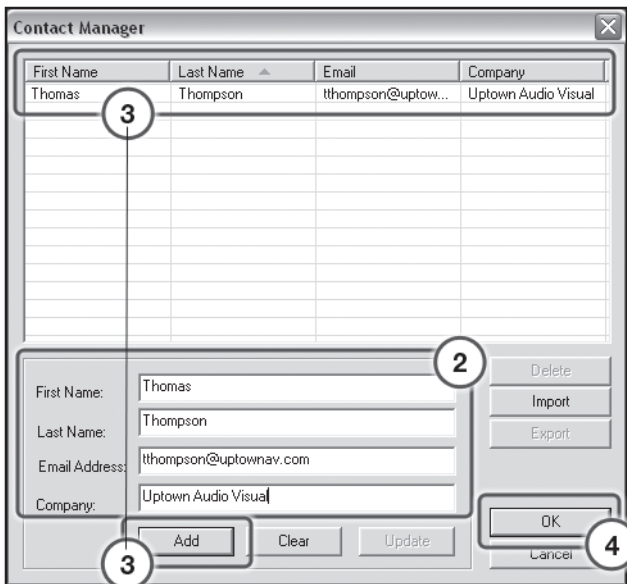 Contact Manager
First Name Last Name Email Company
Thomas Thompson tthompson@uptow... Uptown Audio Visual
3
2
First Name: Thomas
Last Name: Thompson
Email Address: tthompson@uptownav.com
Company: Uptown Audio Visual
Delete
Import
Export
Add Clear Update
3
OK
4
Cancel